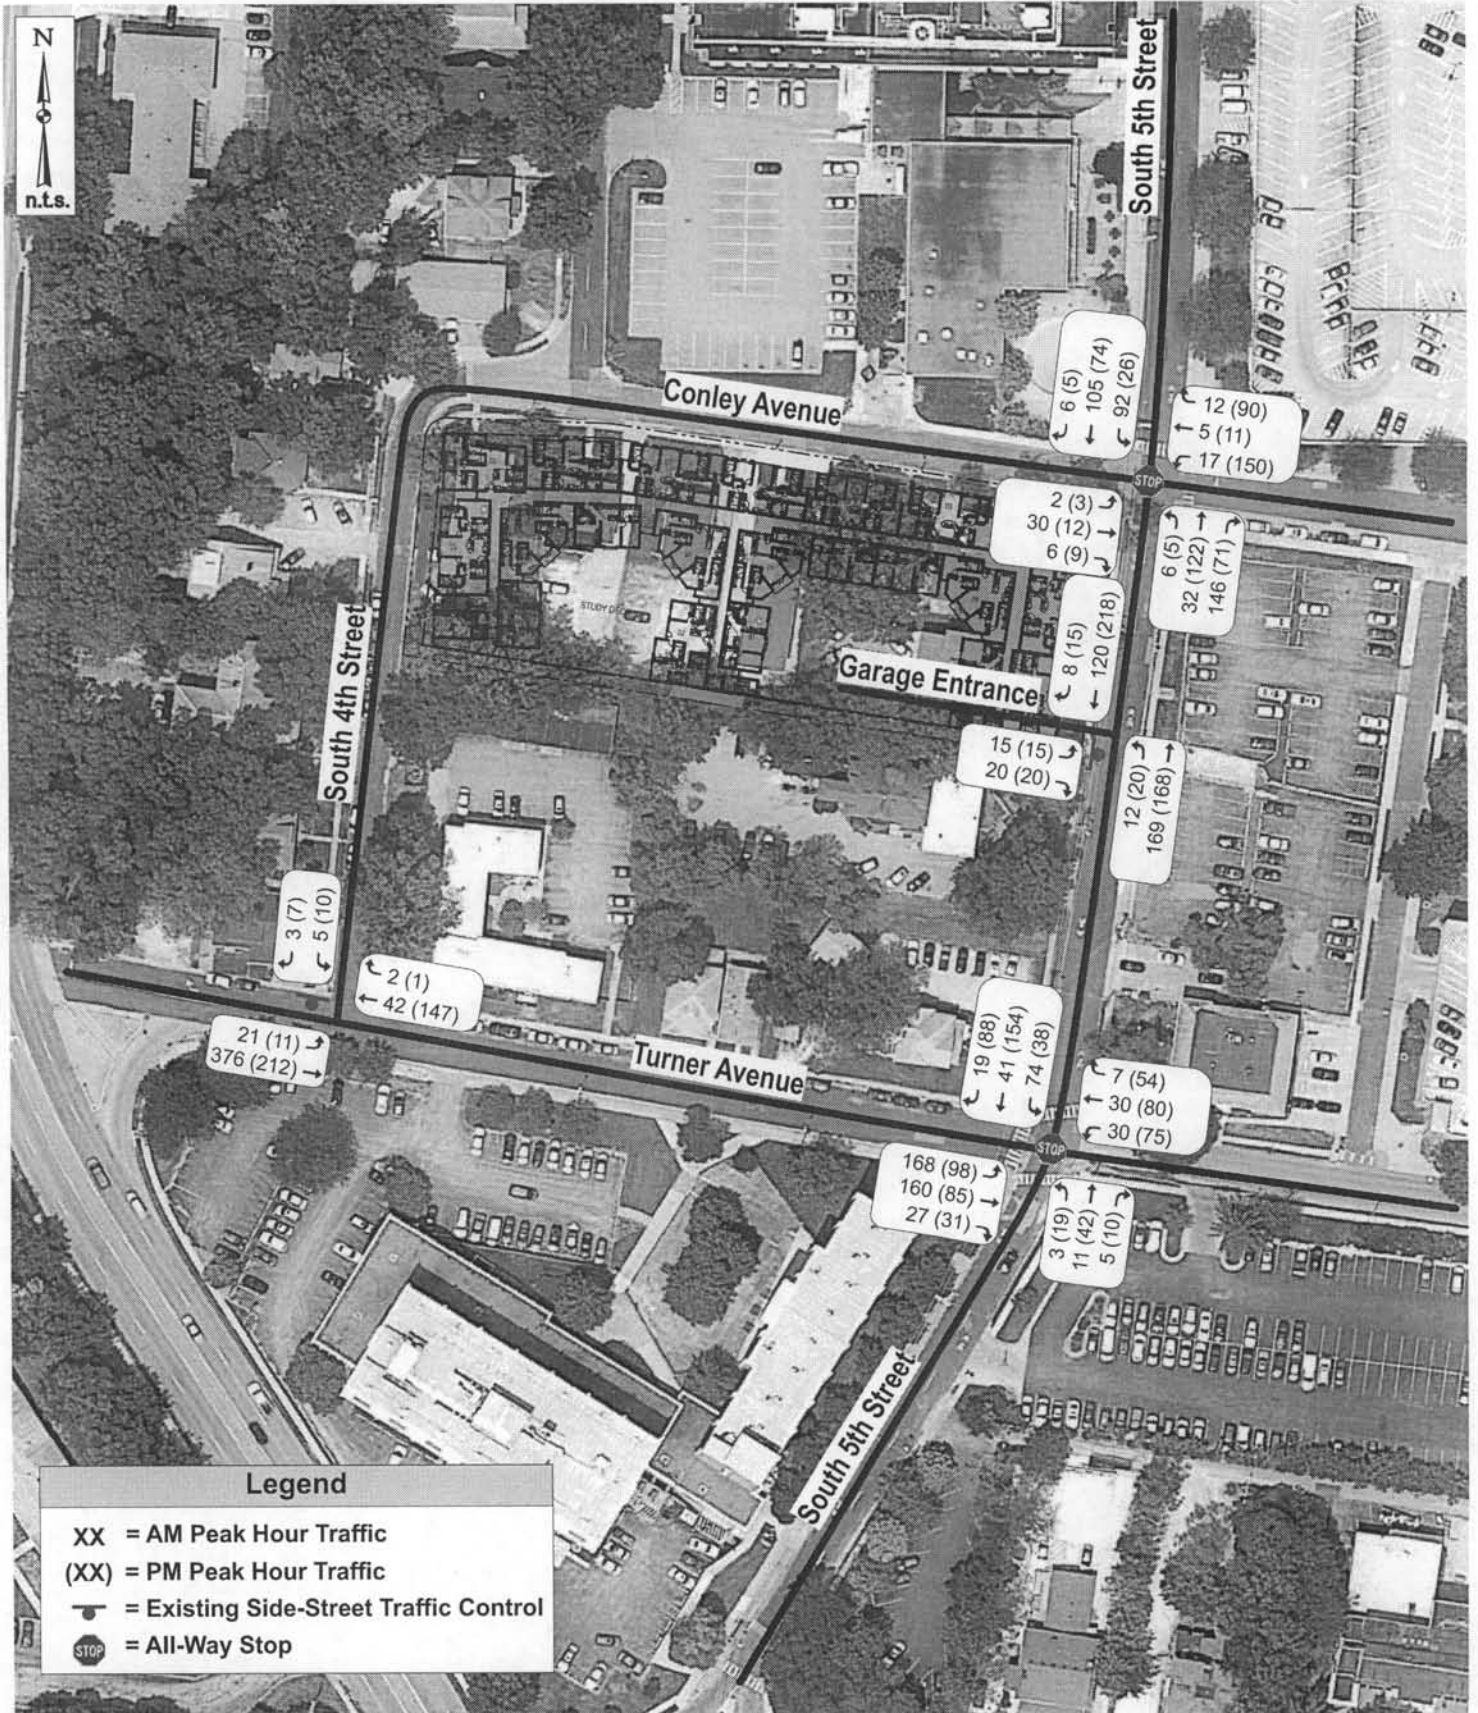 N
n.t.s.
South 5th Street
Conley Avenue
6 (5)
105 (74)
92 (26)
12 (90)
5 (11)
17 (150)
STOP
2 (3)
30 (12)
6 (9)
6 (5)
32 (122)
146 (71)
8 (15)
120 (218)
Garage Entrance
15 (15)
20 (20)
12 (20)
169 (168)
South 4th Street
3 (7)
5 (10)
2 (1)
42 (147)
21 (11)
376 (212)
Turner Avenue
19 (88)
41 (154)
74 (38)
7 (54)
30 (80)
30 (75)
STOP
168 (98)
160 (85)
27 (31)
3 (19)
11 (42)
5 (10)
South 5th Street
Legend
XX = AM Peak Hour Traffic
(XX) = PM Peak Hour Traffic
= Existing Side-Street Traffic Control
STOP = All-Way Stop